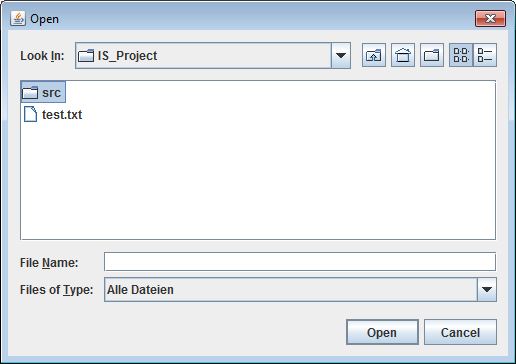 Open
Look In: IS_Project
src
test.txt
File Name:
Files of Type: Alle Dateien
Open Cancel